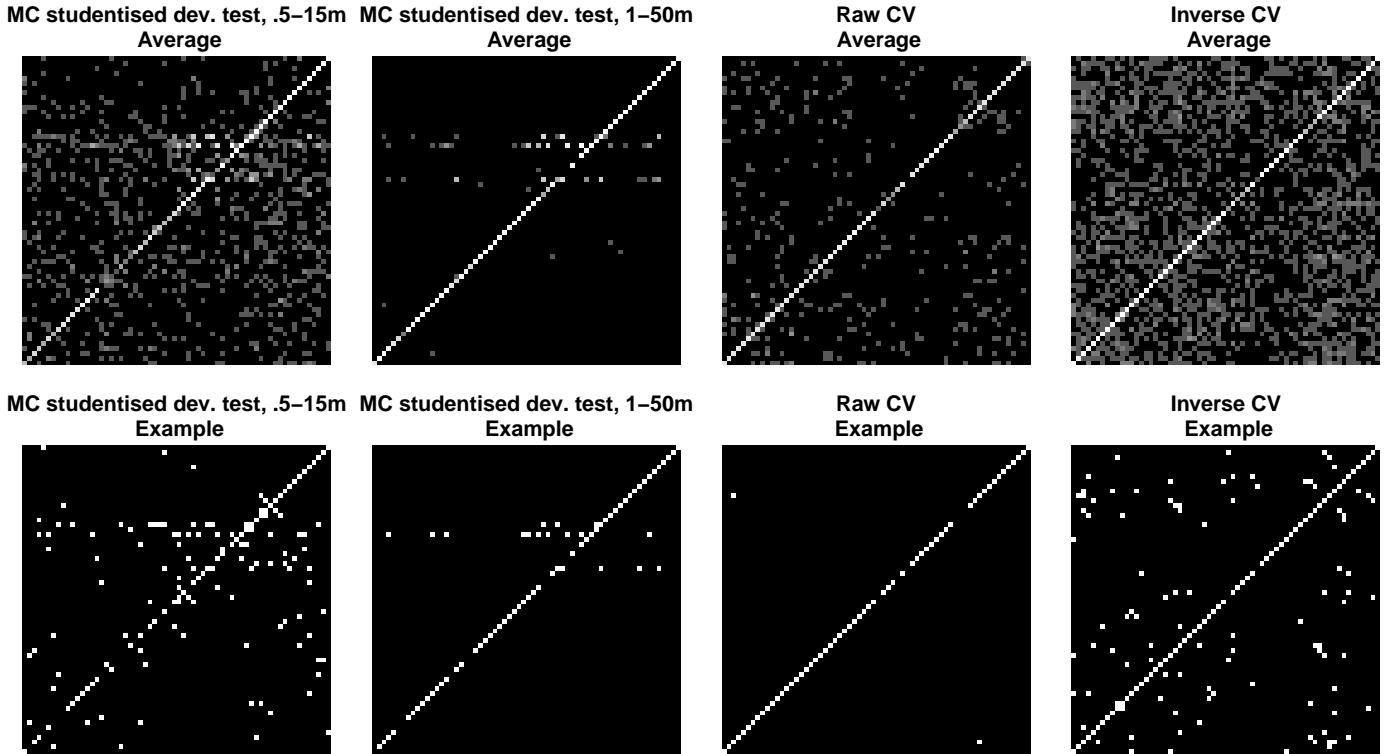 MC studentised dev. test, .5−15m
Average
MC studentised dev. test, 1−50m
Average
Raw CV
Average
Inverse CV
Average
MC studentised dev. test, .5−15m
Example
MC studentised dev. test, 1−50m
Example
Raw CV
Example
Inverse CV
Example